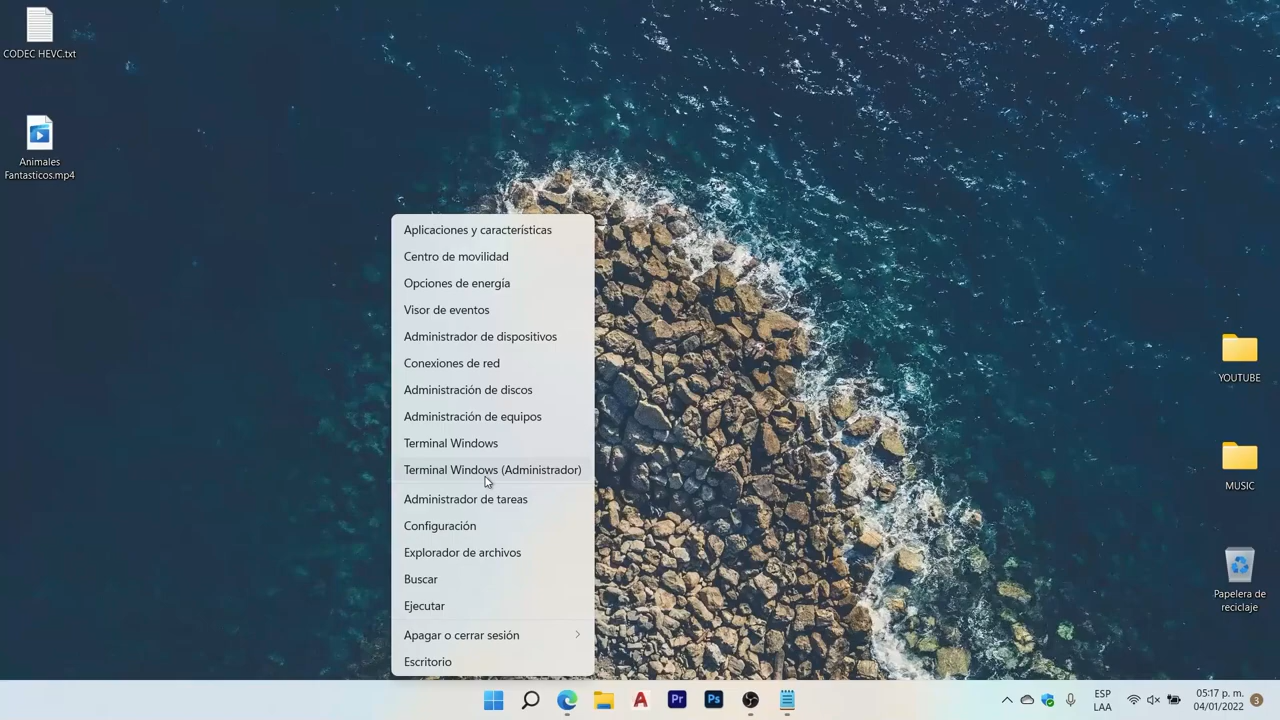 CODEC HEVC.txt
Animales
Fantasticos.mp4
Aplicaciones y características
Centro de movilidad
Opciones de energía
Visor de eventos
Administrador de dispositivos
Conexiones de red
Administración de discos
Administración de equipos
Terminal Windows
Terminal Windows (Administrador)
Administrador de tareas
Configuración
Explorador de archivos
Buscar
Ejecutar
Apagar o cerrar sesión
Escritorio
YOUTUBE
MUSIC
Papelera de
reciclaje
A
Pr
Ps
ESP
LAA
05:17 p. m.
04/01/2022
3